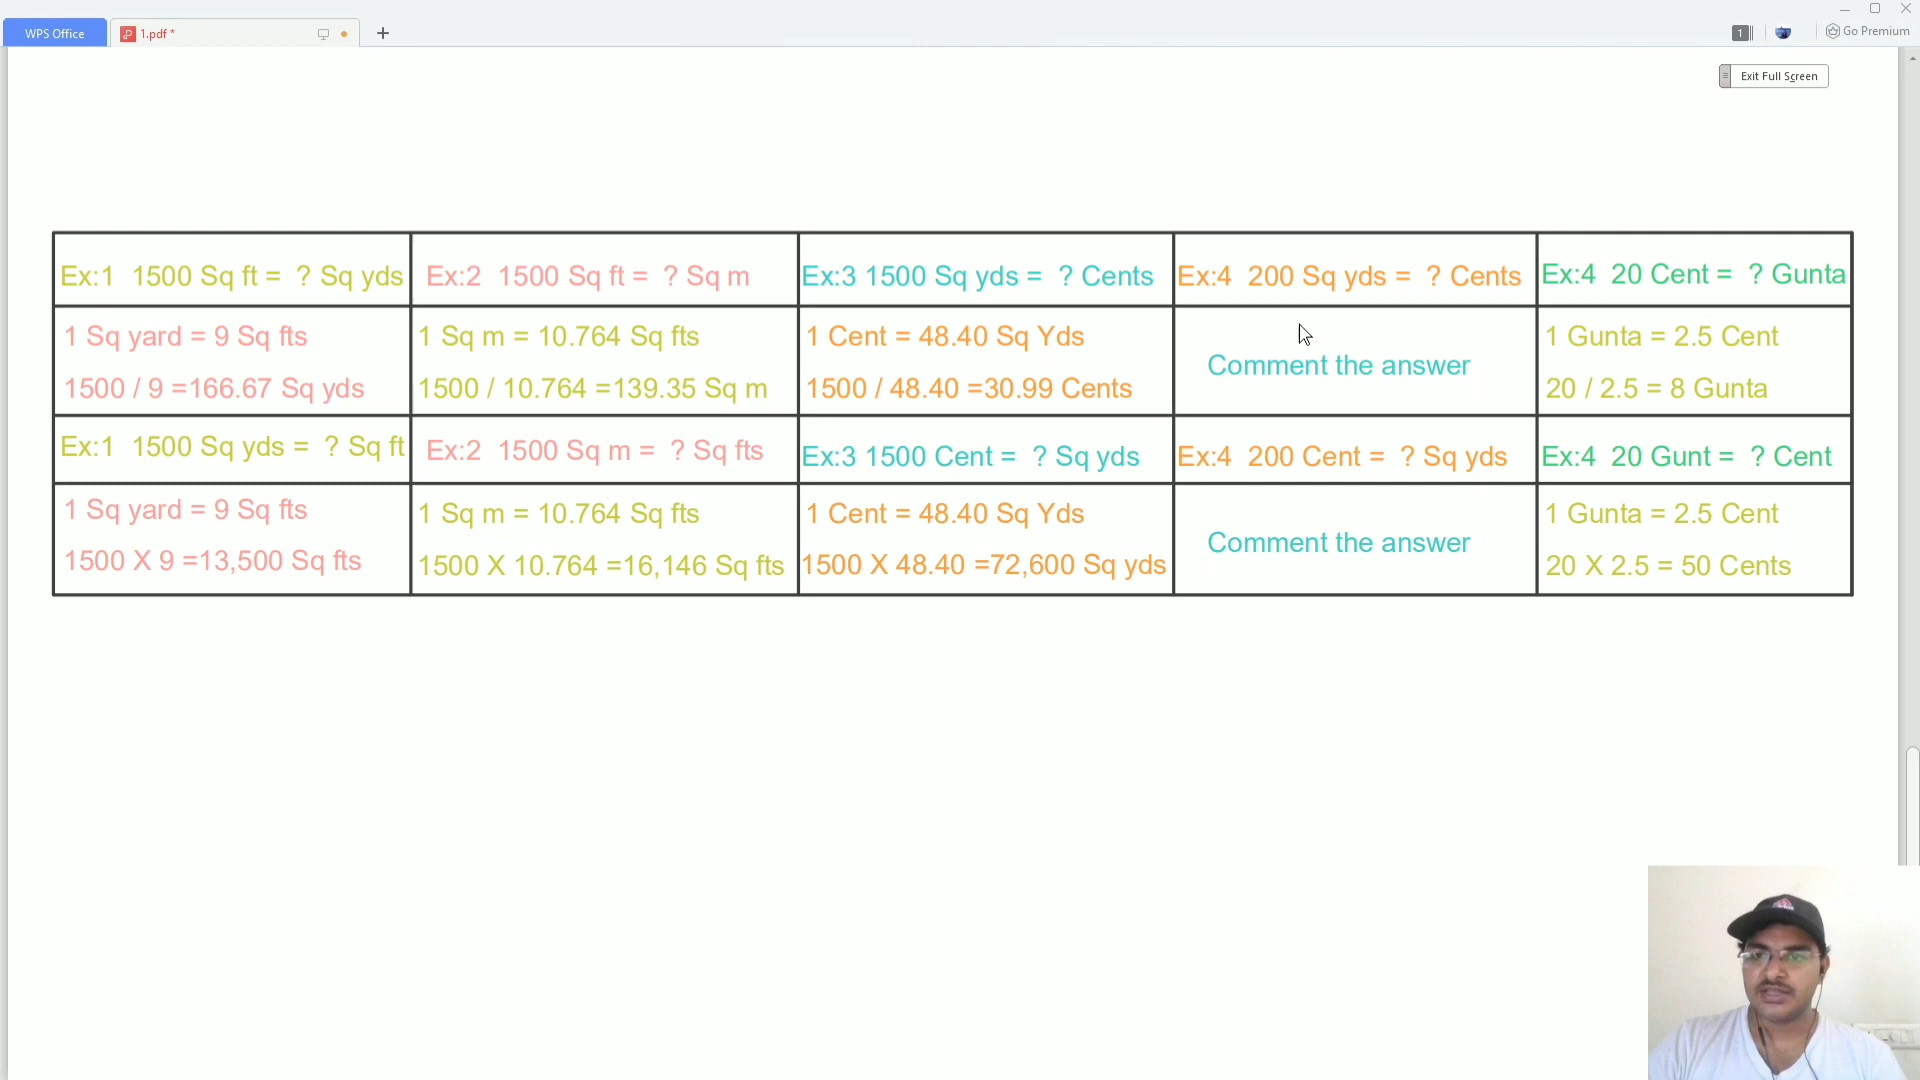 WPS Office
1.pdf *
1
Go Premium
Exit Full Screen
Ex:1 1500 Sq ft = ? Sq yds
Ex:2 1500 Sq ft = ? Sq m
Ex:3 1500 Sq yds = ? Cents
Ex:4 200 Sq yds = ? Cents
Ex:4 20 Cent = ? Gunta
1 Sq yard = 9 Sq fts
1500 / 9 =166.67 Sq yds
1 Sq m = 10.764 Sq fts
1500 / 10.764 =139.35 Sq m
1 Cent = 48.40 Sq Yds
1500 / 48.40 =30.99 Cents
Comment the answer
1 Gunta = 2.5 Cent
20 / 2.5 = 8 Gunta
Ex:1 1500 Sq yds = ? Sq ft
Ex:2 1500 Sq m = ? Sq fts
Ex:3 1500 Cent = ? Sq yds
Ex:4 200 Cent = ? Sq yds
Ex:4 20 Gunt = ? Cent
1 Sq yard = 9 Sq fts
1500 X 9 =13,500 Sq fts
1 Sq m = 10.764 Sq fts
1500 X 10.764 =16,146 Sq fts
1 Cent = 48.40 Sq Yds
1500 X 48.40 =72,600 Sq yds
Comment the answer
1 Gunta = 2.5 Cent
20 X 2.5 = 50 Cents